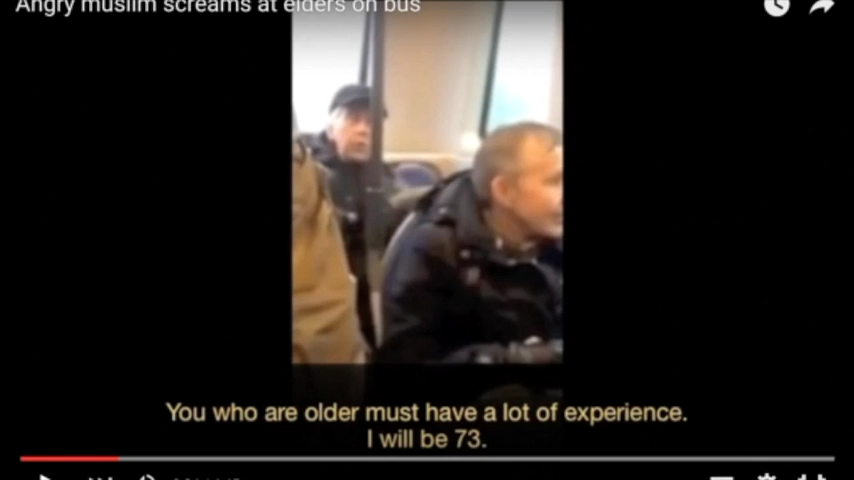 Angry muslim screams at elders on bus
You who are older must have a lot of experience.
I will be 73.